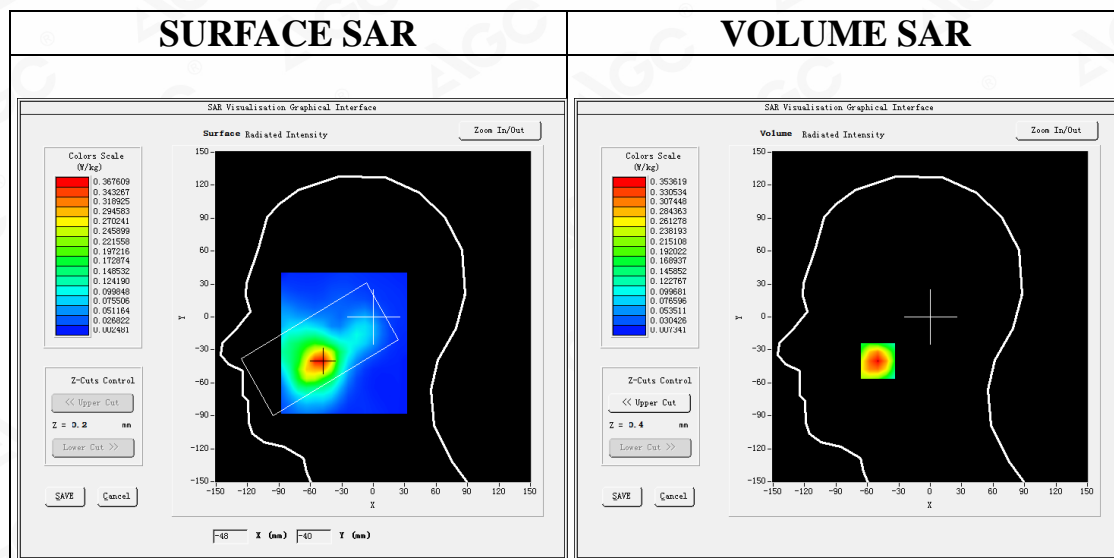 SURFACE SAR
VOLUME SAR
SAR Visualisation Graphical Interface
Surface Radiated Intensity
Zoom In/Out
Colors Scale
(W/kg)
0.367609
0.343267
0.318925
0.294583
0.270241
0.245899
0.221558
0.197216
0.172874
0.148532
0.124190
0.099848
0.075506
0.051164
0.026822
0.002481
150
120
90
60
30
0
-30
-60
-90
-120
-150
Y
-150 -120 -90 -60 -30 0 30 60 90 120 150
X
Z-Cuts Control
<< Upper Cut
Z = 0.2 mm
Lower Cut >>
SAVE Cancel
-48 X (mm) -40 Y (mm)
SAR Visualisation Graphical Interface
Volume Radiated Intensity
Zoom In/Out
Colors Scale
(W/kg)
0.353619
0.330534
0.307448
0.284363
0.261278
0.238193
0.215108
0.192022
0.168937
0.145852
0.122767
0.099681
0.076596
0.053511
0.030426
0.007341
150
120
90
60
30
0
-30
-60
-90
-120
-150
Y
-150 -120 -90 -60 -30 0 30 60 90 120 150
X
Z-Cuts Control
<< Upper Cut
Z = 0.4 mm
Lower Cut >>
SAVE Cancel